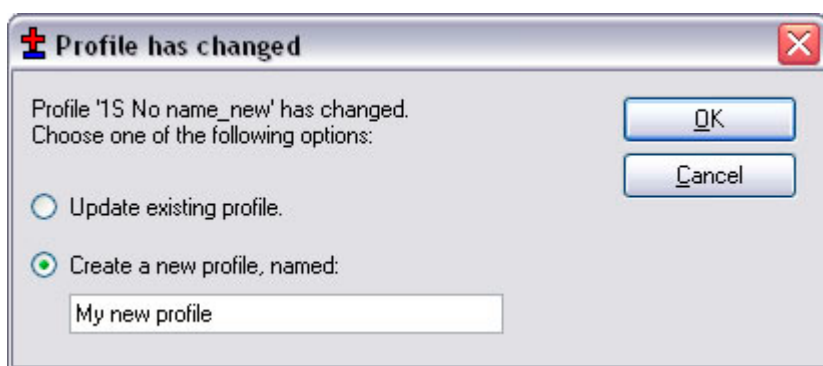 Profile has changed
Profile '1S No name_new' has changed.
Choose one of the following options:
OK
Cancel
Update existing profile.
Create a new profile, named:
My new profile